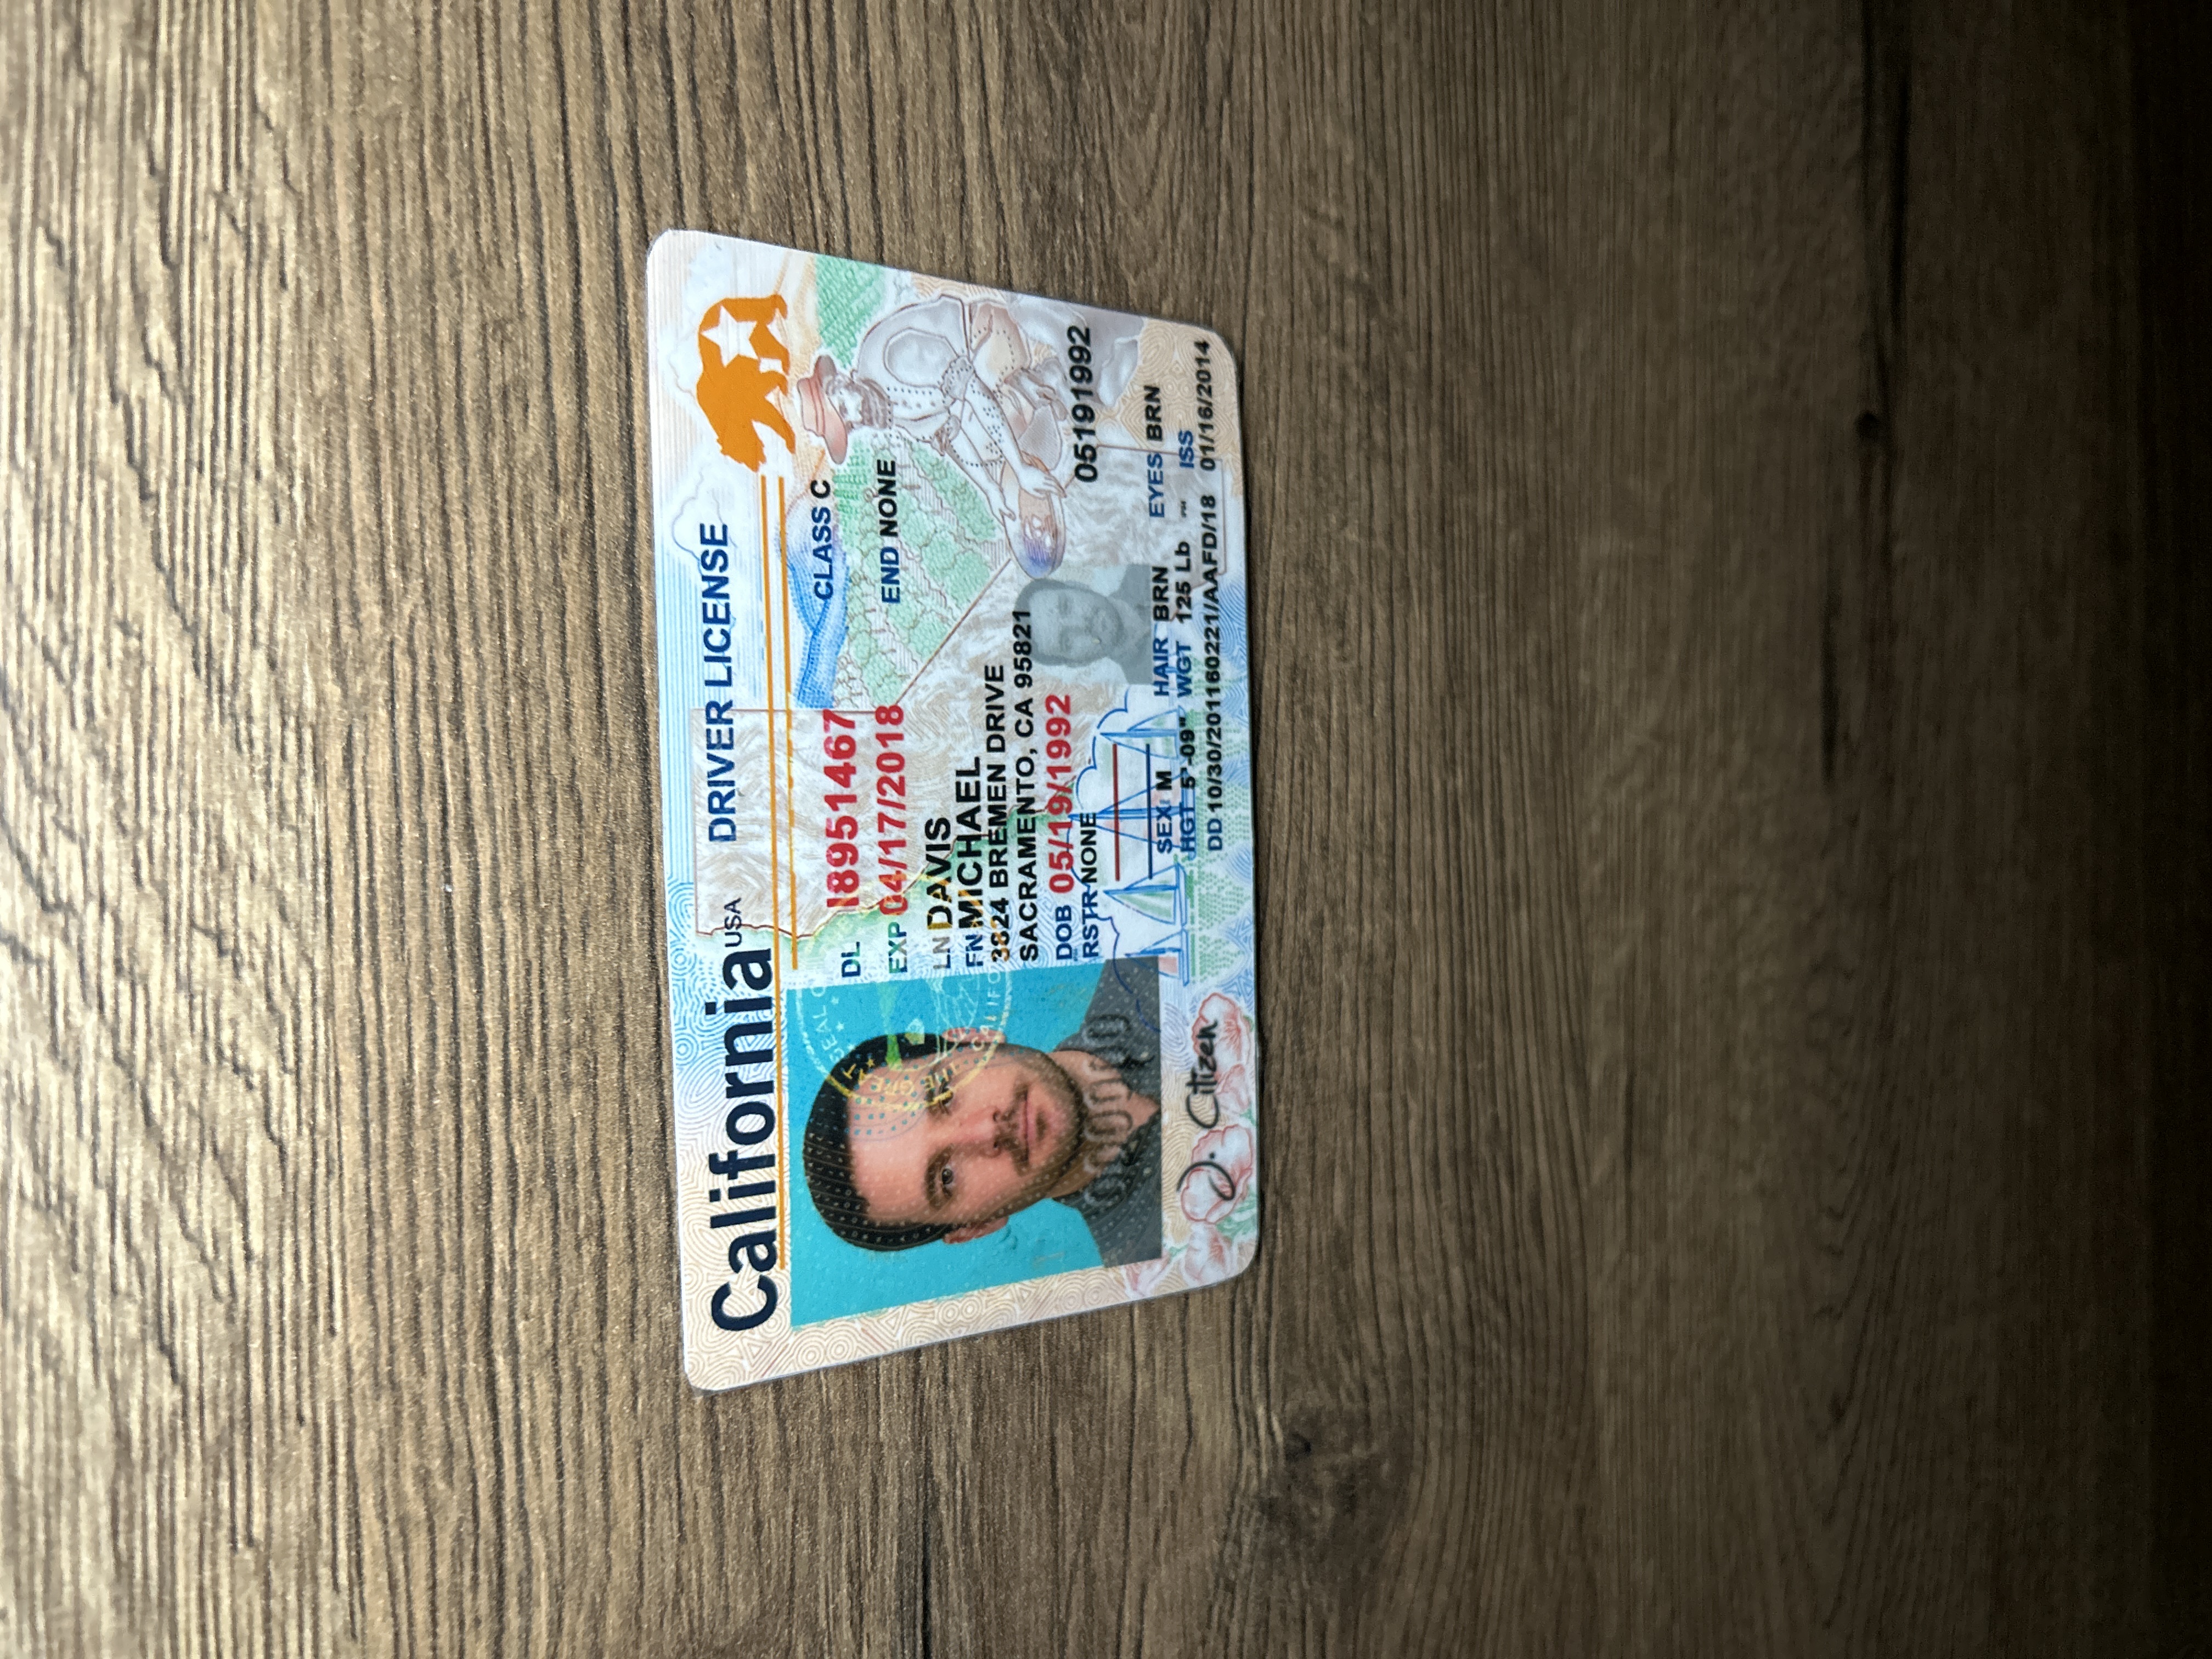 California USA DRIVER LICENSE
DL I8951467 CLASS C
EXP 04/17/2018 END NONE
LN DAVIS
FN MICHAEL
3824 BREMEN DRIVE
SACRAMENTO, CA 95821
DOB 05/19/1992
RSTR NONE 05191992
SEX M HAIR BRN EYES BRN
HGT 5'-09" WGT 125 Lb ISS
DD 10/30/201160221/AAFD/18 01/16/2014
J. Citizen